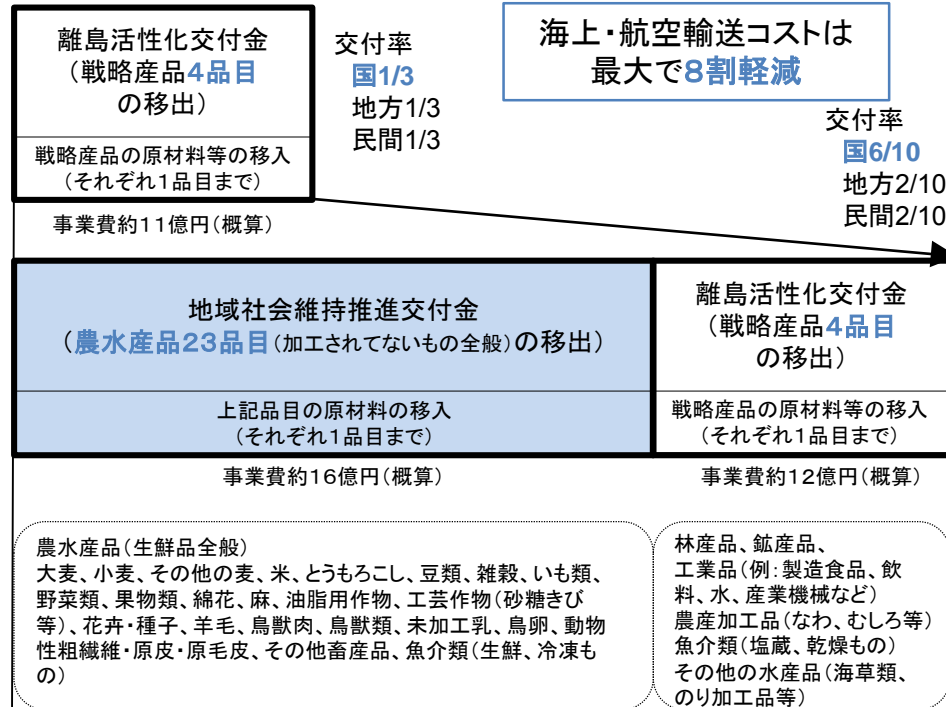 離島活性化交付金
（戦略産品4品目
の移出）
戦略産品の原材料等の移入
（それぞれ1品目まで）
事業費約11億円（概算）
交付率
国1/3
地方1/3
民間1/3
海上・航空輸送コストは
最大で8割軽減
交付率
国6/10
地方2/10
民間2/10
地域社会維持推進交付金
（農水産品23品目（加工されてないもの全般）の移出）
上記品目の原材料の移入
（それぞれ1品目まで）
事業費約16億円（概算）
離島活性化交付金
（戦略産品4品目
の移出）
戦略産品の原材料等の移入
（それぞれ1品目まで）
事業費約12億円（概算）
農水産品（生鮮品全般）
大麦、小麦、その他の麦、米、とうもろこし、豆類、雑穀、いも類、
野菜類、果物類、綿花、麻、油脂用作物、工芸作物（砂糖きび
等）、花卉・種子、羊毛、鳥獣肉、鳥獣類、未加工乳、鳥卵、動物
性粗繊維・原皮・原毛皮、その他畜産品、魚介類（生鮮、冷凍も
の）
林産品、鉱産品、
工業品（例：製造食品、飲
料、水、産業機械など）
農産加工品（なわ、むしろ等）
魚介類（塩蔵、乾燥もの）
その他の水産品（海草類、
のり加工品等）